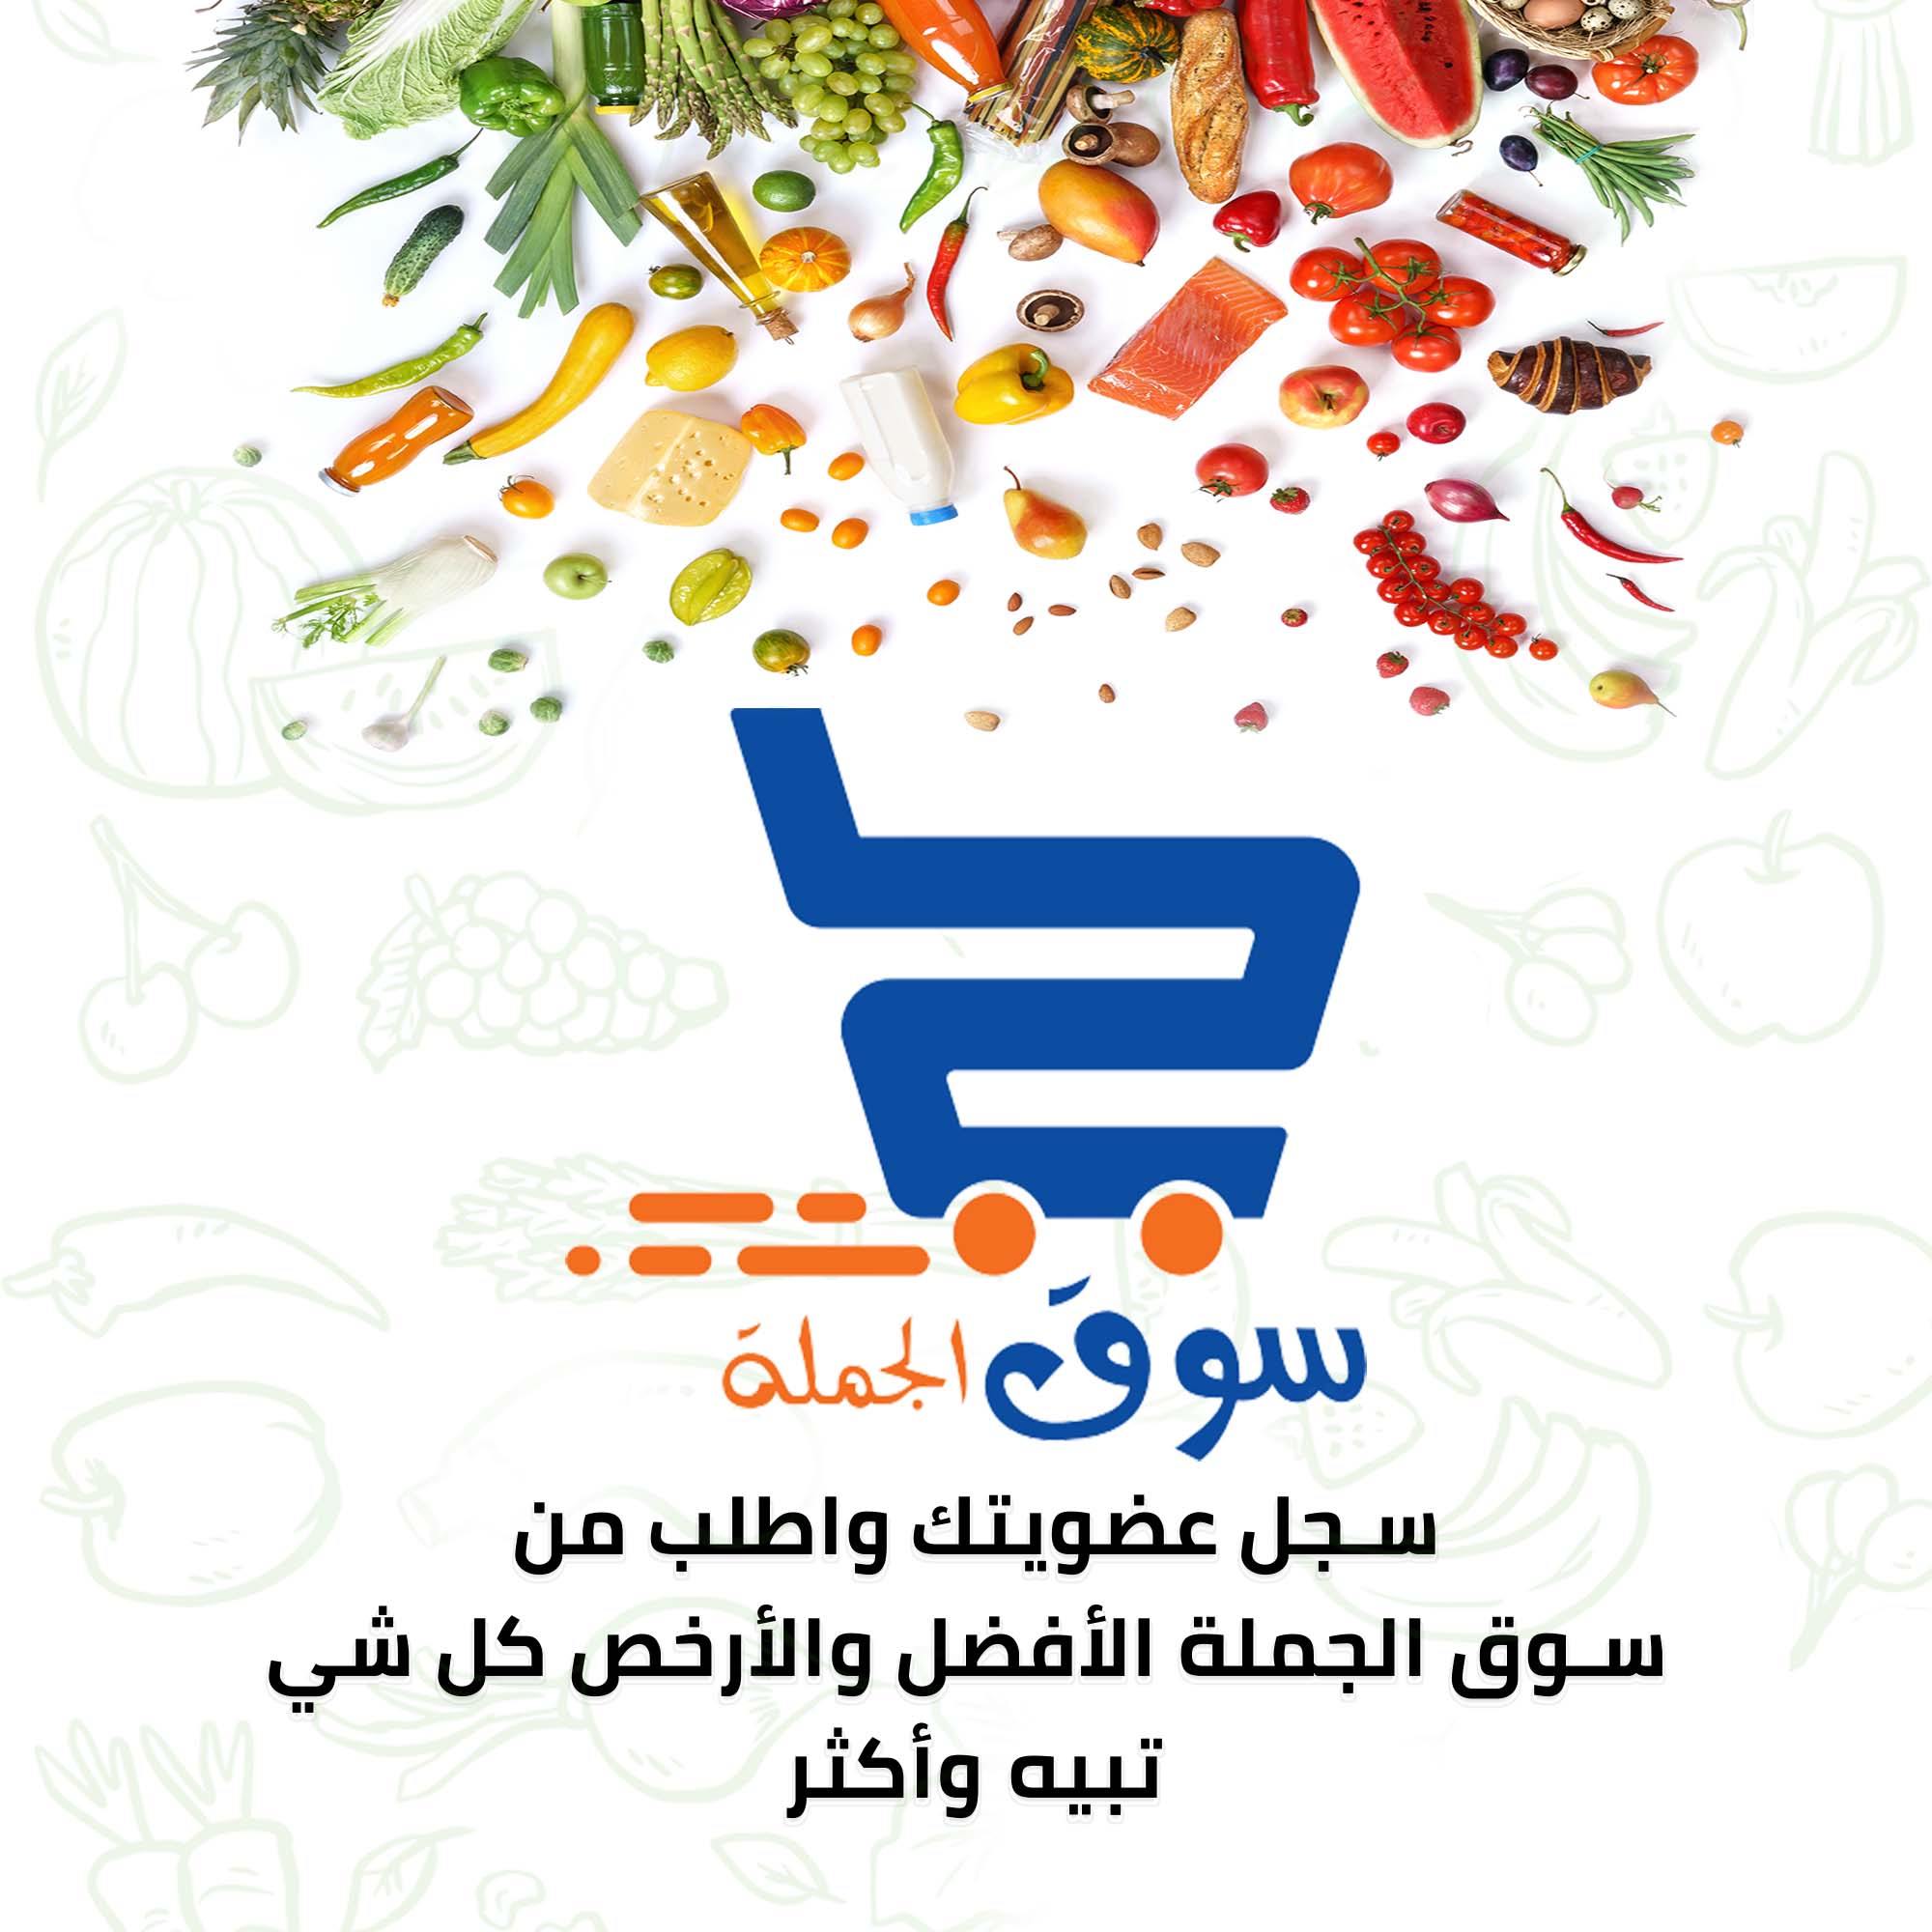 سوق الجملة
سجل عضويتك واطلب من
سوق الجملة الأفضل والأرخص كل شي
تبيه وأكثر